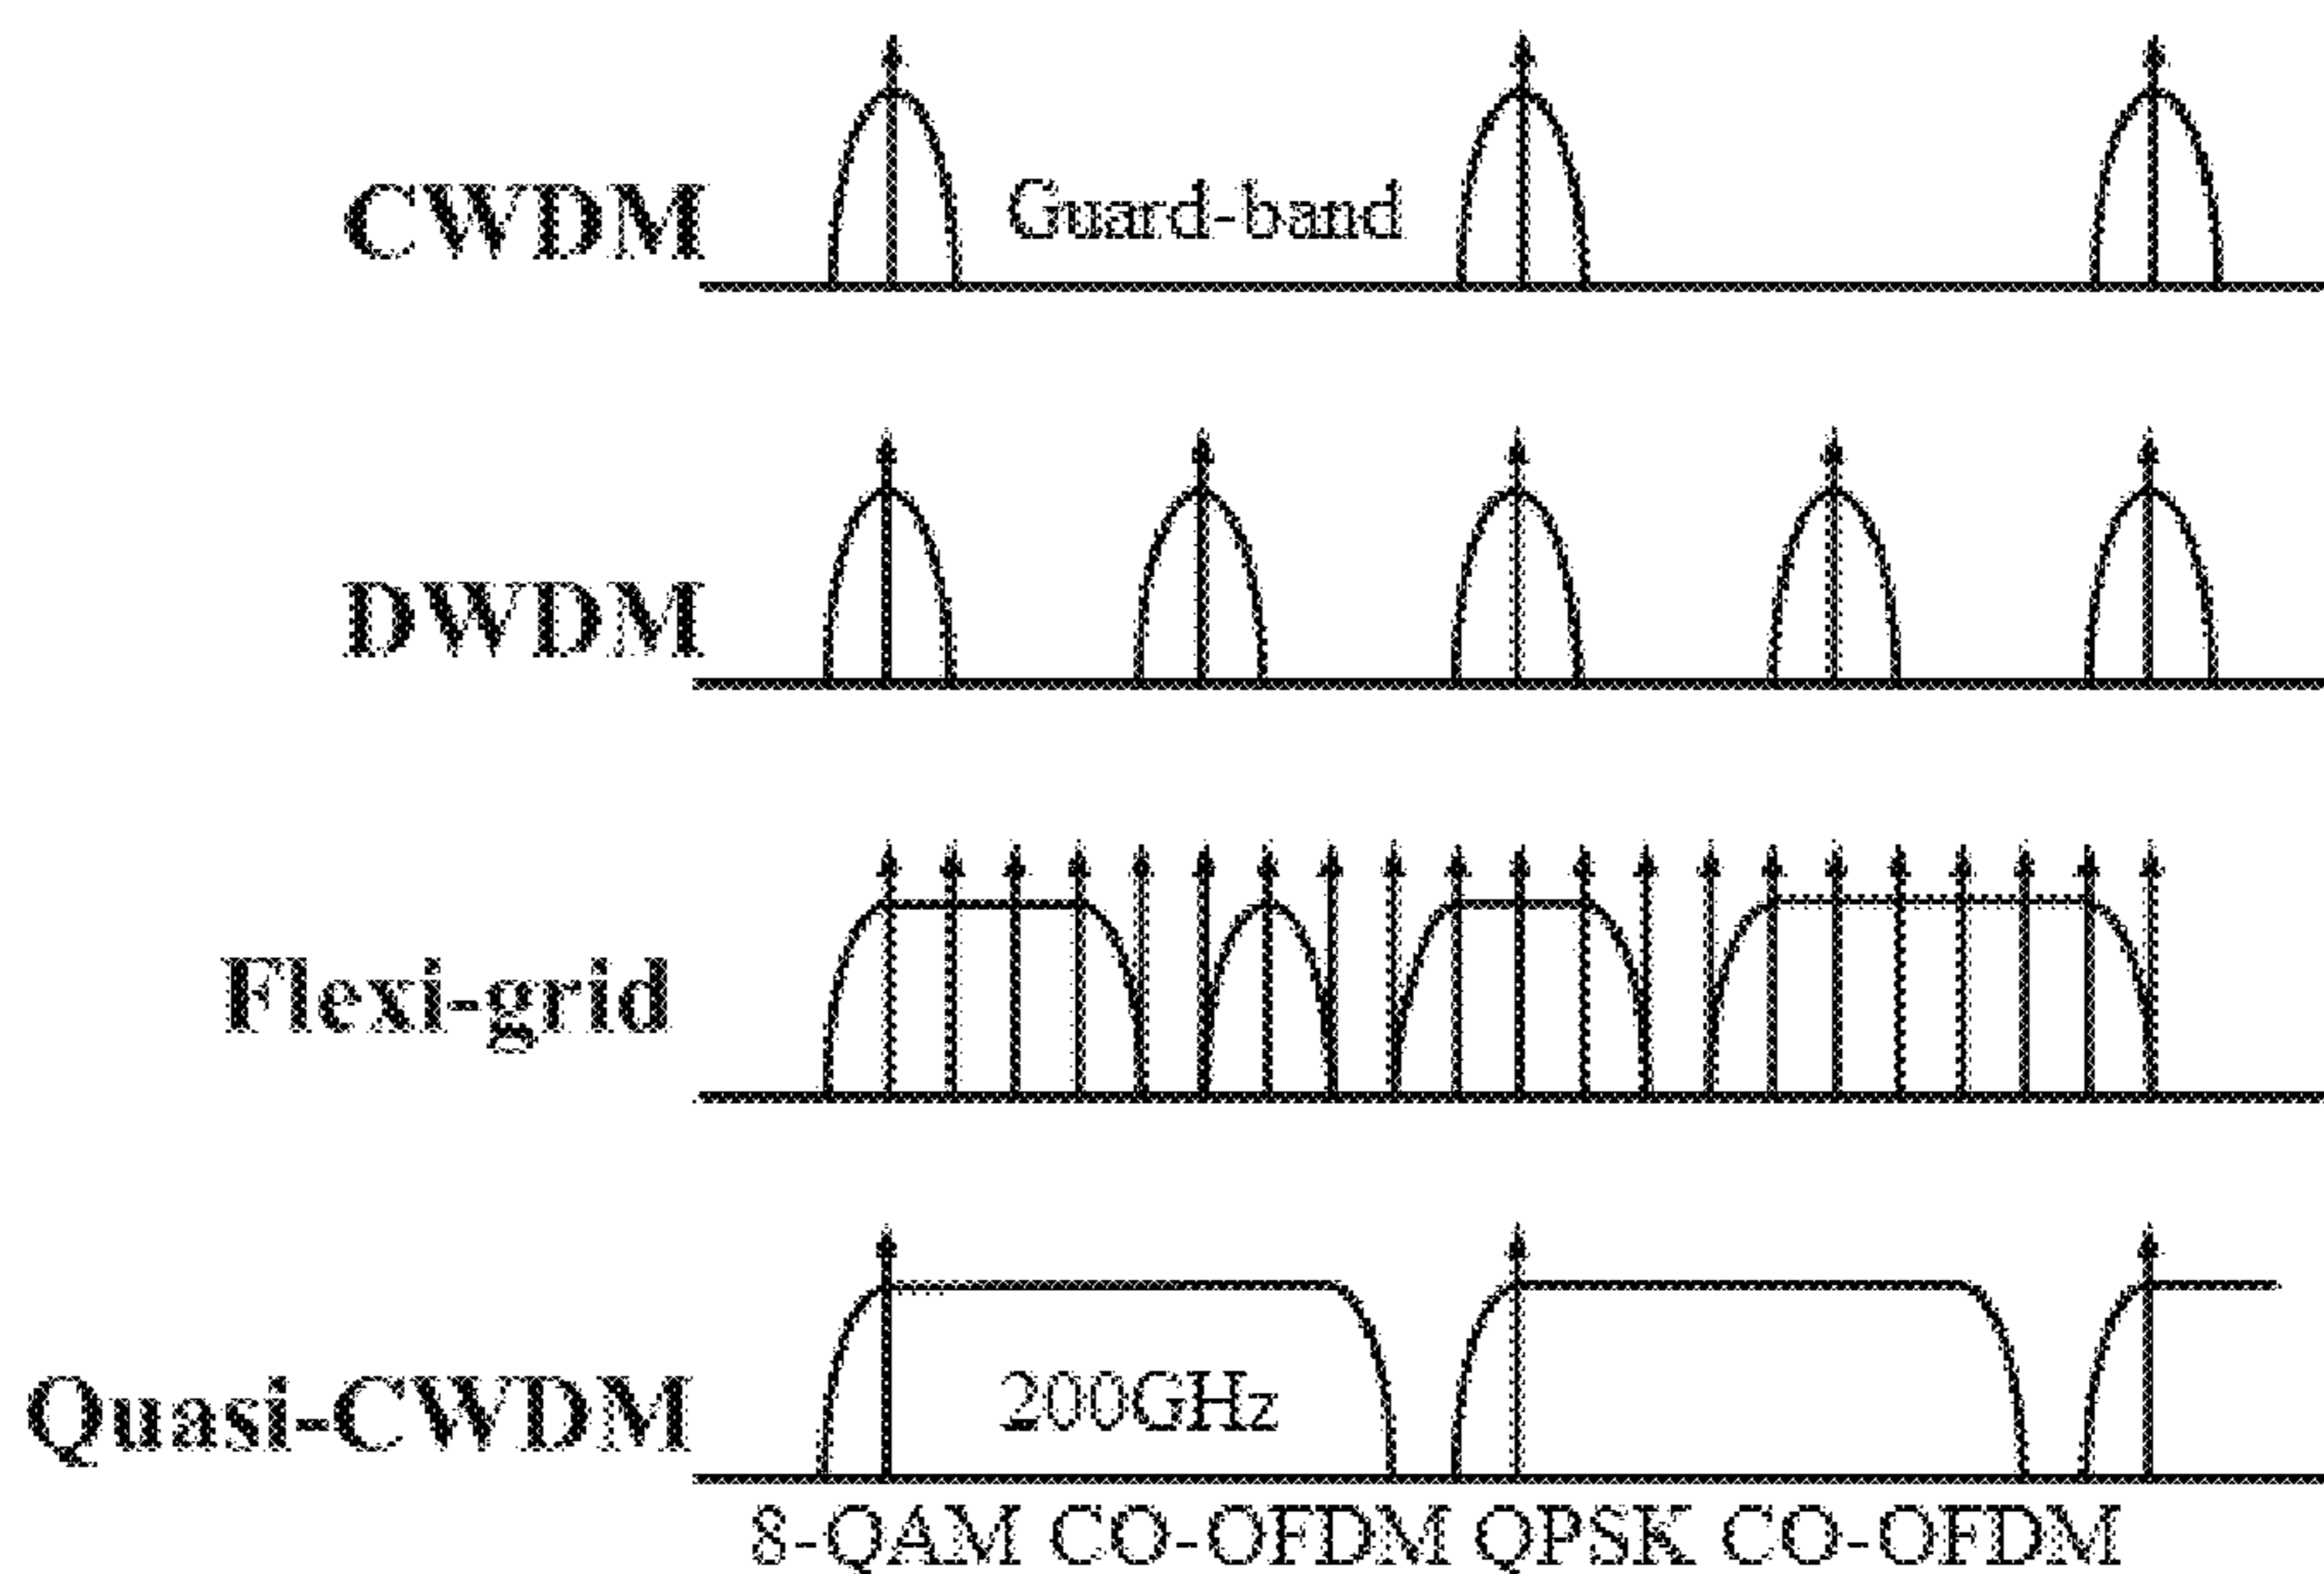 CWDM Guard-band
DWDM
Flexi-grid
Quasi-CWDM 200GHz
8-QAM CO-OFDM QPSK CO-OFDM